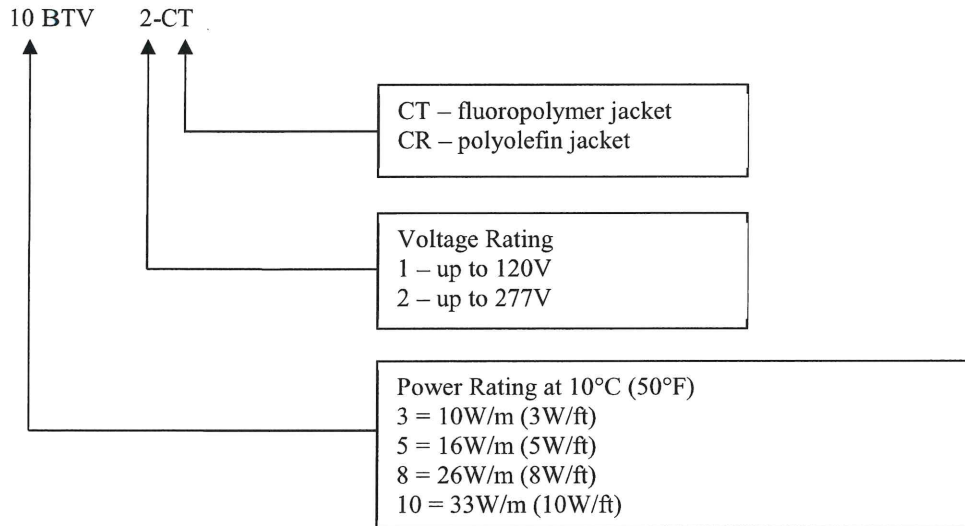 10 BTV 2-CT
CT – fluoropolymer jacket
CR – polyolefin jacket
Voltage Rating
1 – up to 120V
2 – up to 277V
Power Rating at 10°C (50°F)
3 = 10W/m (3W/ft)
5 = 16W/m (5W/ft)
8 = 26W/m (8W/ft)
10 = 33W/m (10W/ft)